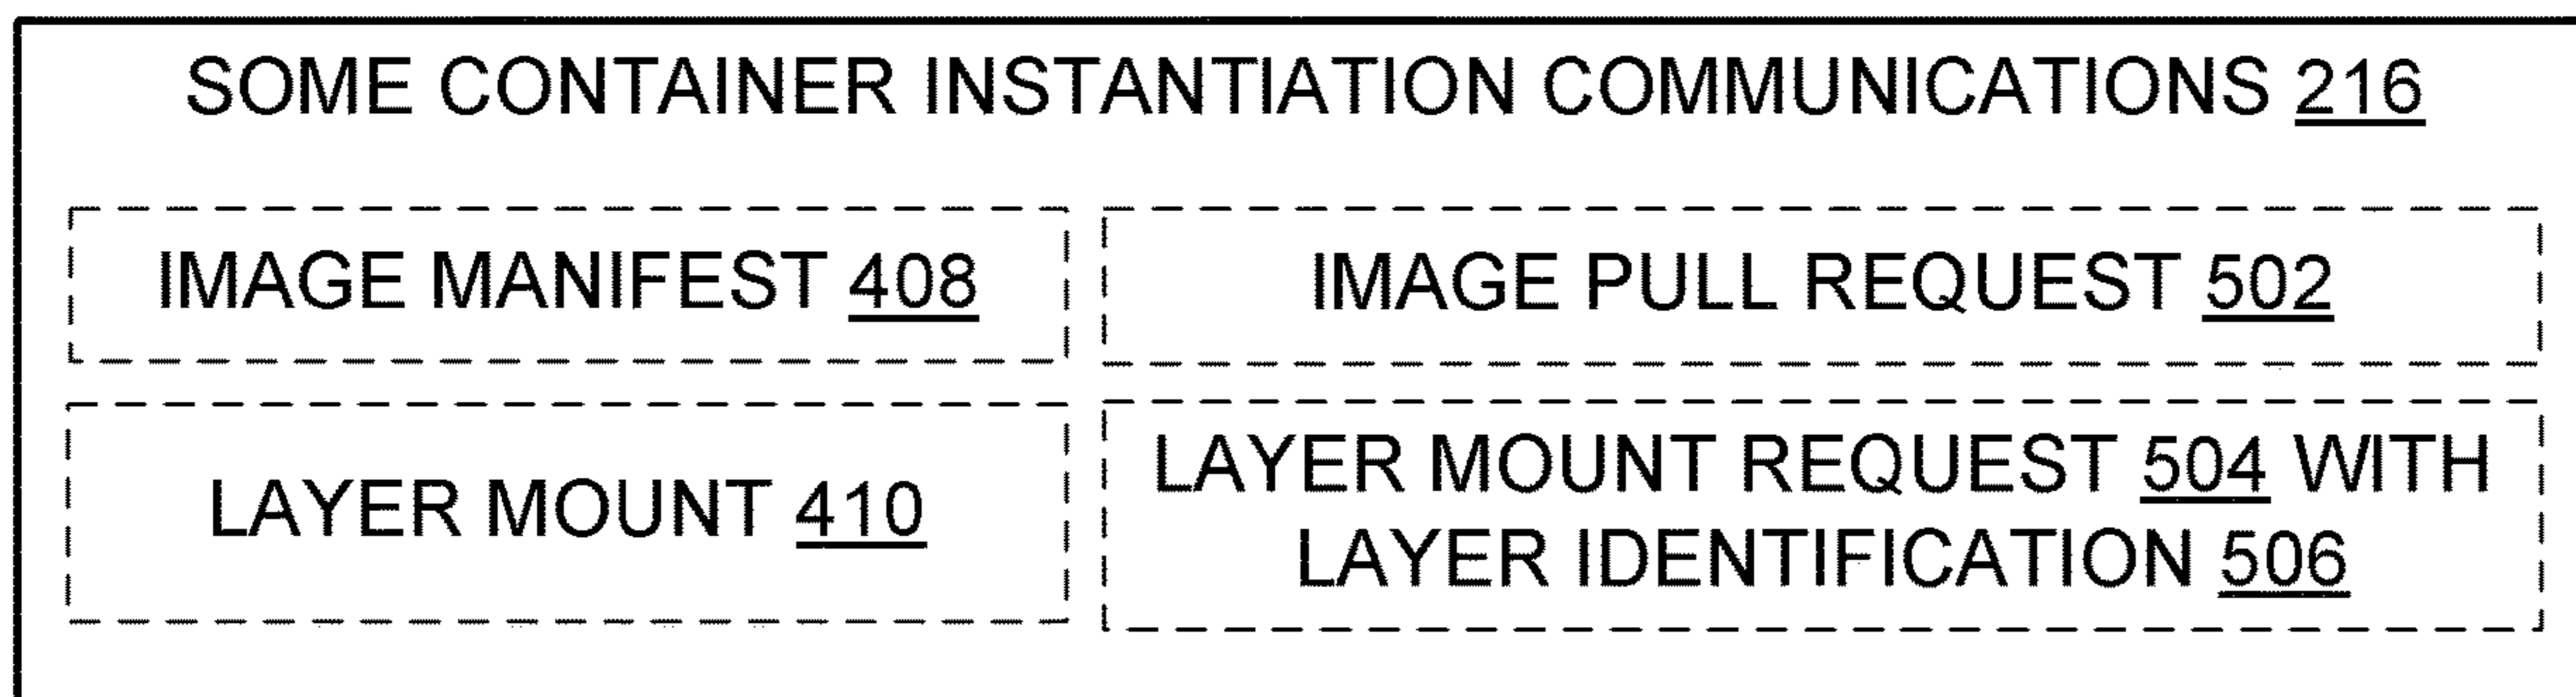 SOME CONTAINER INSTANTIATION COMMUNICATIONS 216
IMAGE MANIFEST 408
IMAGE PULL REQUEST 502
LAYER MOUNT 410
LAYER MOUNT REQUEST 504 WITH
LAYER IDENTIFICATION 506